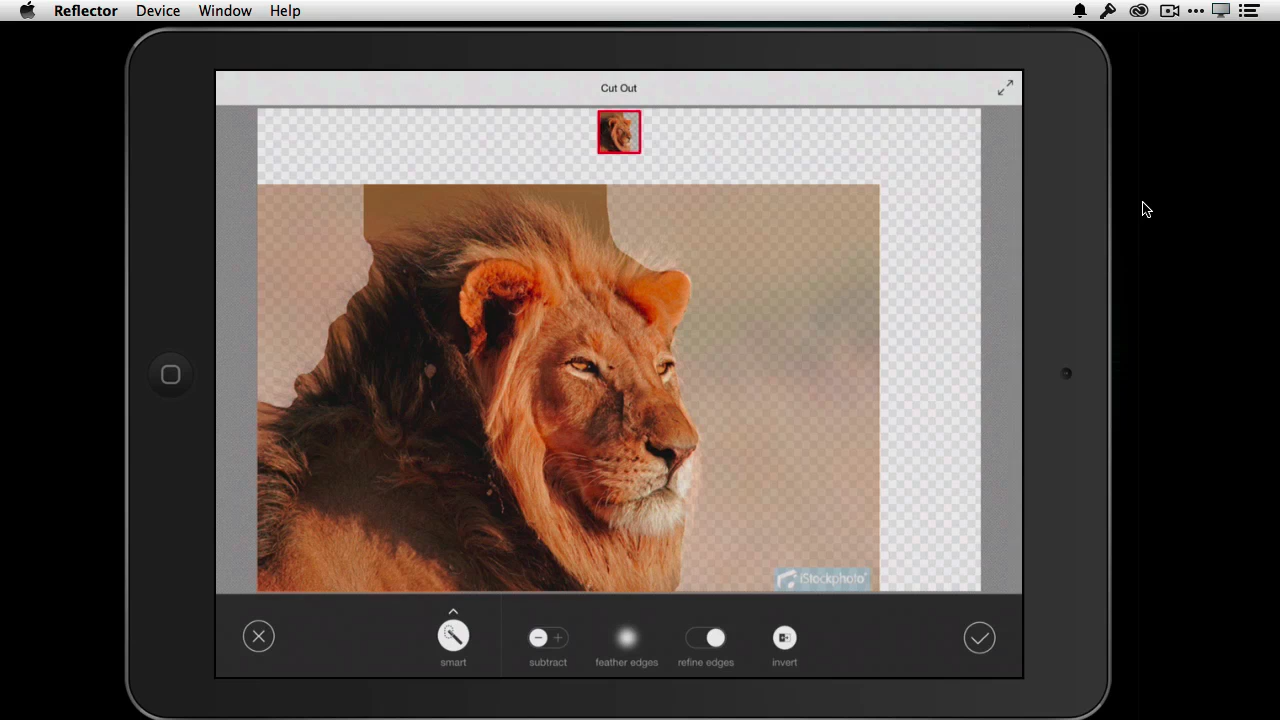 Reflector Device Window Help
Cut Out
iStockphoto
smart subtract feather edges refine edges invert